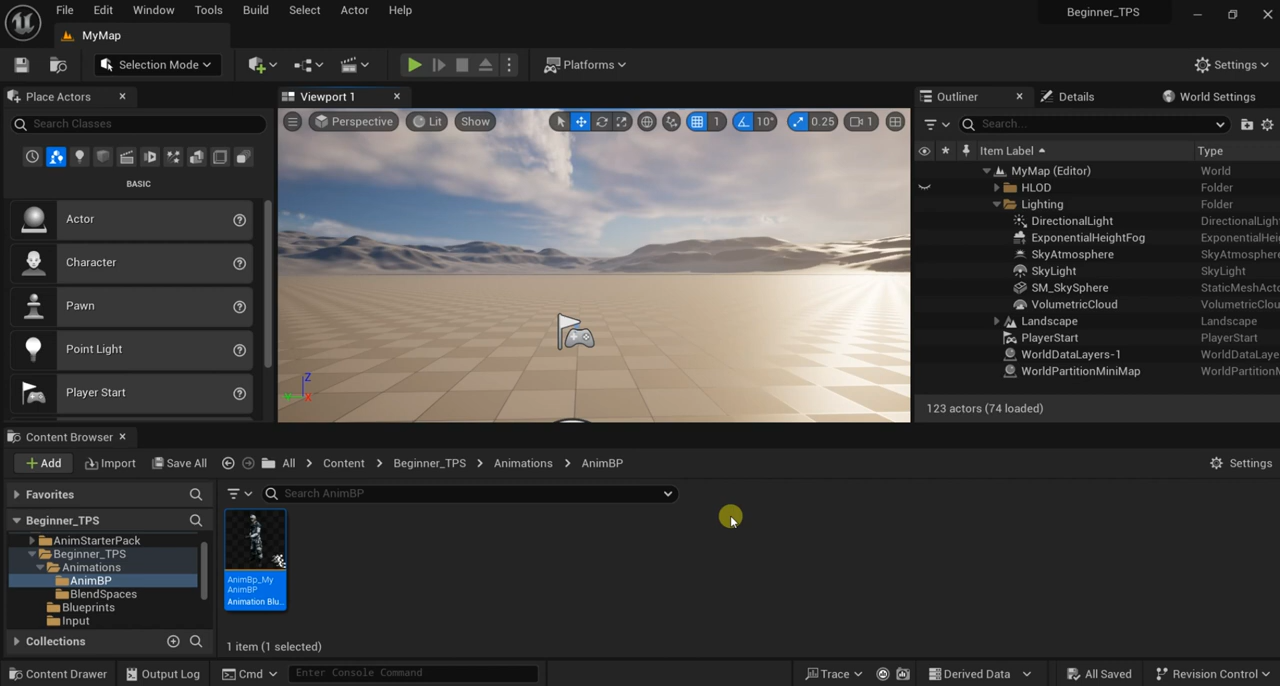 File Edit Window Tools Build Select Actor Help
Beginner_TPS
MyMap
Selection Mode
Platforms
Settings
Place Actors
Viewport 1
Outliner
Details
World Settings
Search Classes
Perspective
Lit
Show
1
10°
0.25
1
Search...
Item Label
Type
BASIC
MyMap (Editor) World
HLOD Folder
Lighting Folder
Actor
DirectionalLight DirectionalLigh
ExponentialHeightFog ExponentialHei
Character
SkyAtmosphere SkyAtmosphere
SkyLight SkyLight
SM_SkySphere StaticMeshActo
Pawn
VolumetricCloud VolumetricClou
Landscape Landscape
PlayerStart PlayerStart
Point Light
WorldDataLayers-1 WorldDataLaye
WorldPartitionMiniMap WorldPartitionM
Player Start
Z
X
123 actors (74 loaded)
Content Browser
Add
Import
Save All
All
Content
Beginner_TPS
Animations
AnimBP
Settings
Favorites
Search AnimBP
Beginner_TPS
AnimStarterPack
Beginner_TPS
Animations
AnimBP
BlendSpaces
Blueprints
Input
AnimBp_My
AnimBP
Animation Blu...
Collections
1 item (1 selected)
Content Drawer
Output Log
Cmd
Enter Console Command
Trace
Derived Data
All Saved
Revision Control